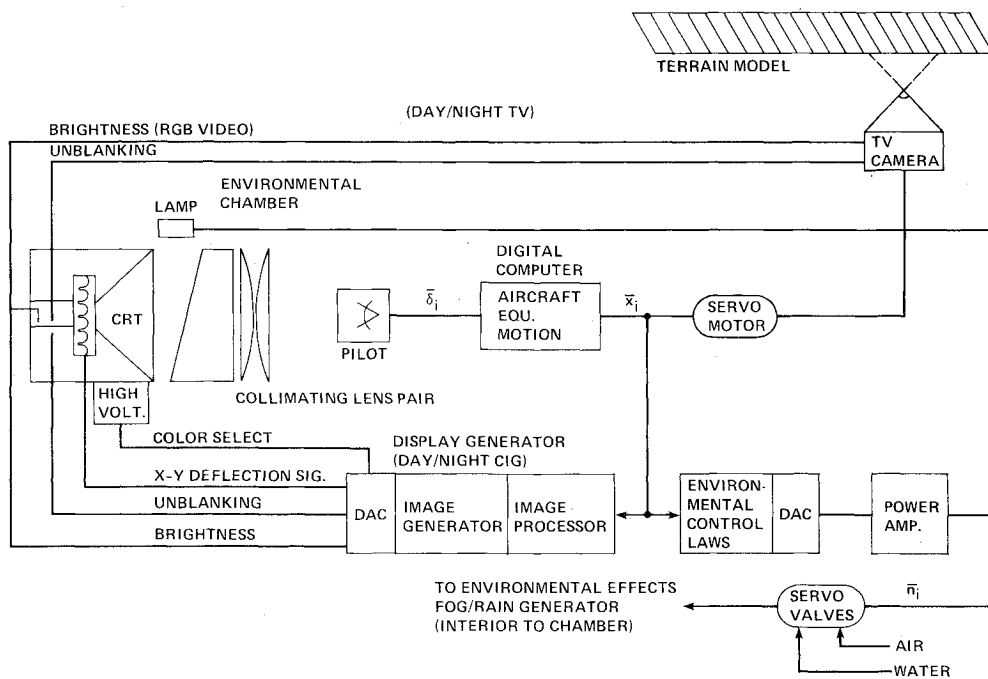 TERRAIN MODEL
(DAY/NIGHT TV)
BRIGHTNESS (RGB VIDEO)
UNBLANKING
TV
CAMERA
ENVIRONMENTAL
CHAMBER
LAMP
DIGITAL
COMPUTER
CRT
PILOT
δ̅i
AIRCRAFT
EQU.
MOTION
x̅i
SERVO
MOTOR
HIGH
VOLT.
COLLIMATING LENS PAIR
COLOR SELECT
DISPLAY GENERATOR
(DAY/NIGHT CIG)
X-Y DEFLECTION SIG.
UNBLANKING
BRIGHTNESS
DAC
IMAGE
GENERATOR
IMAGE
PROCESSOR
ENVIRON-
MENTAL
CONTROL
LAWS
DAC
POWER
AMP.
TO ENVIRONMENTAL EFFECTS
FOG/RAIN GENERATOR
(INTERIOR TO CHAMBER)
SERVO
VALVES
n̅i
AIR
WATER